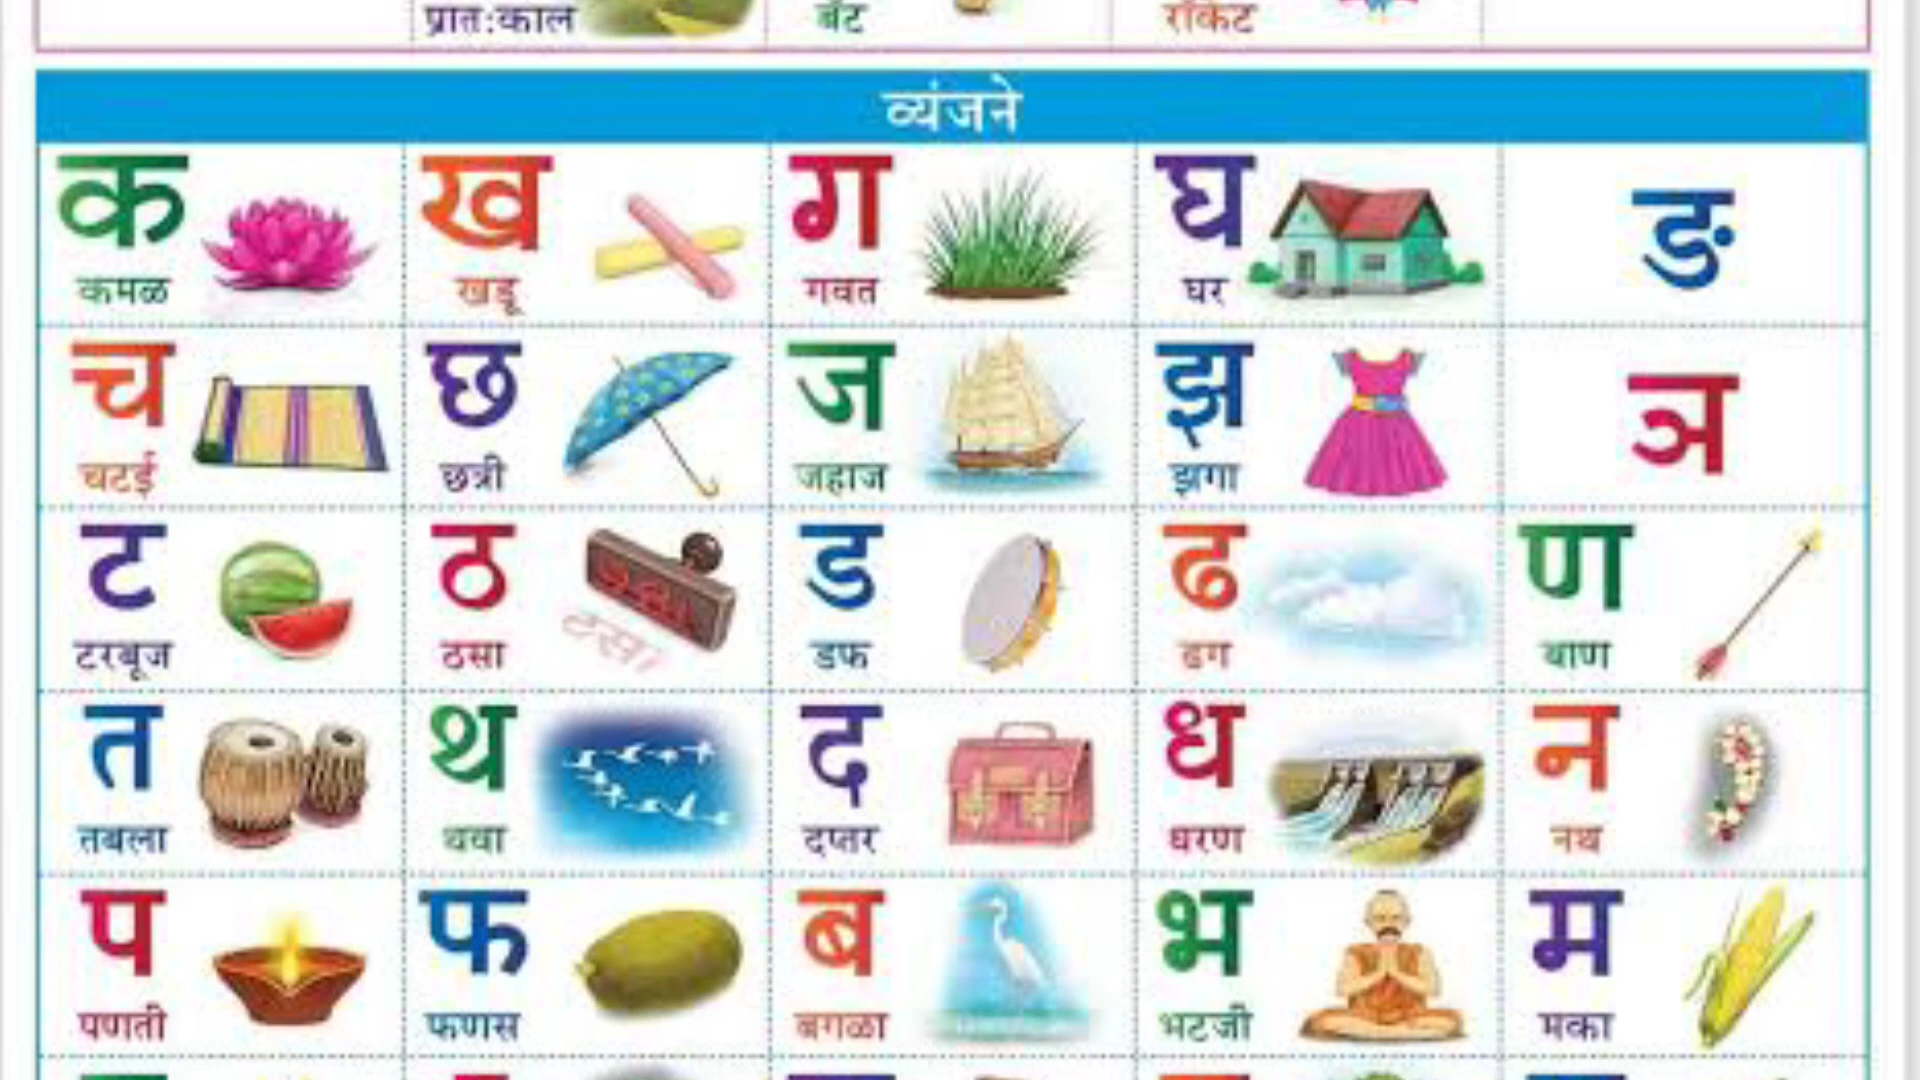 प्रात:काल बॅट रॉकेट
व्यंजने
क ख ग घ ङ
कमळ खडू गवत घर
च छ ज झ ञ
चटई छत्री जहाज झगा
ट ठ ड ढ ण
टरबूज ठसा डफ ढग बाण
त थ द ध न
तबला थवा दप्तर धरण नथ
प फ ब भ म
पणती फणस बगळा भटजी मका